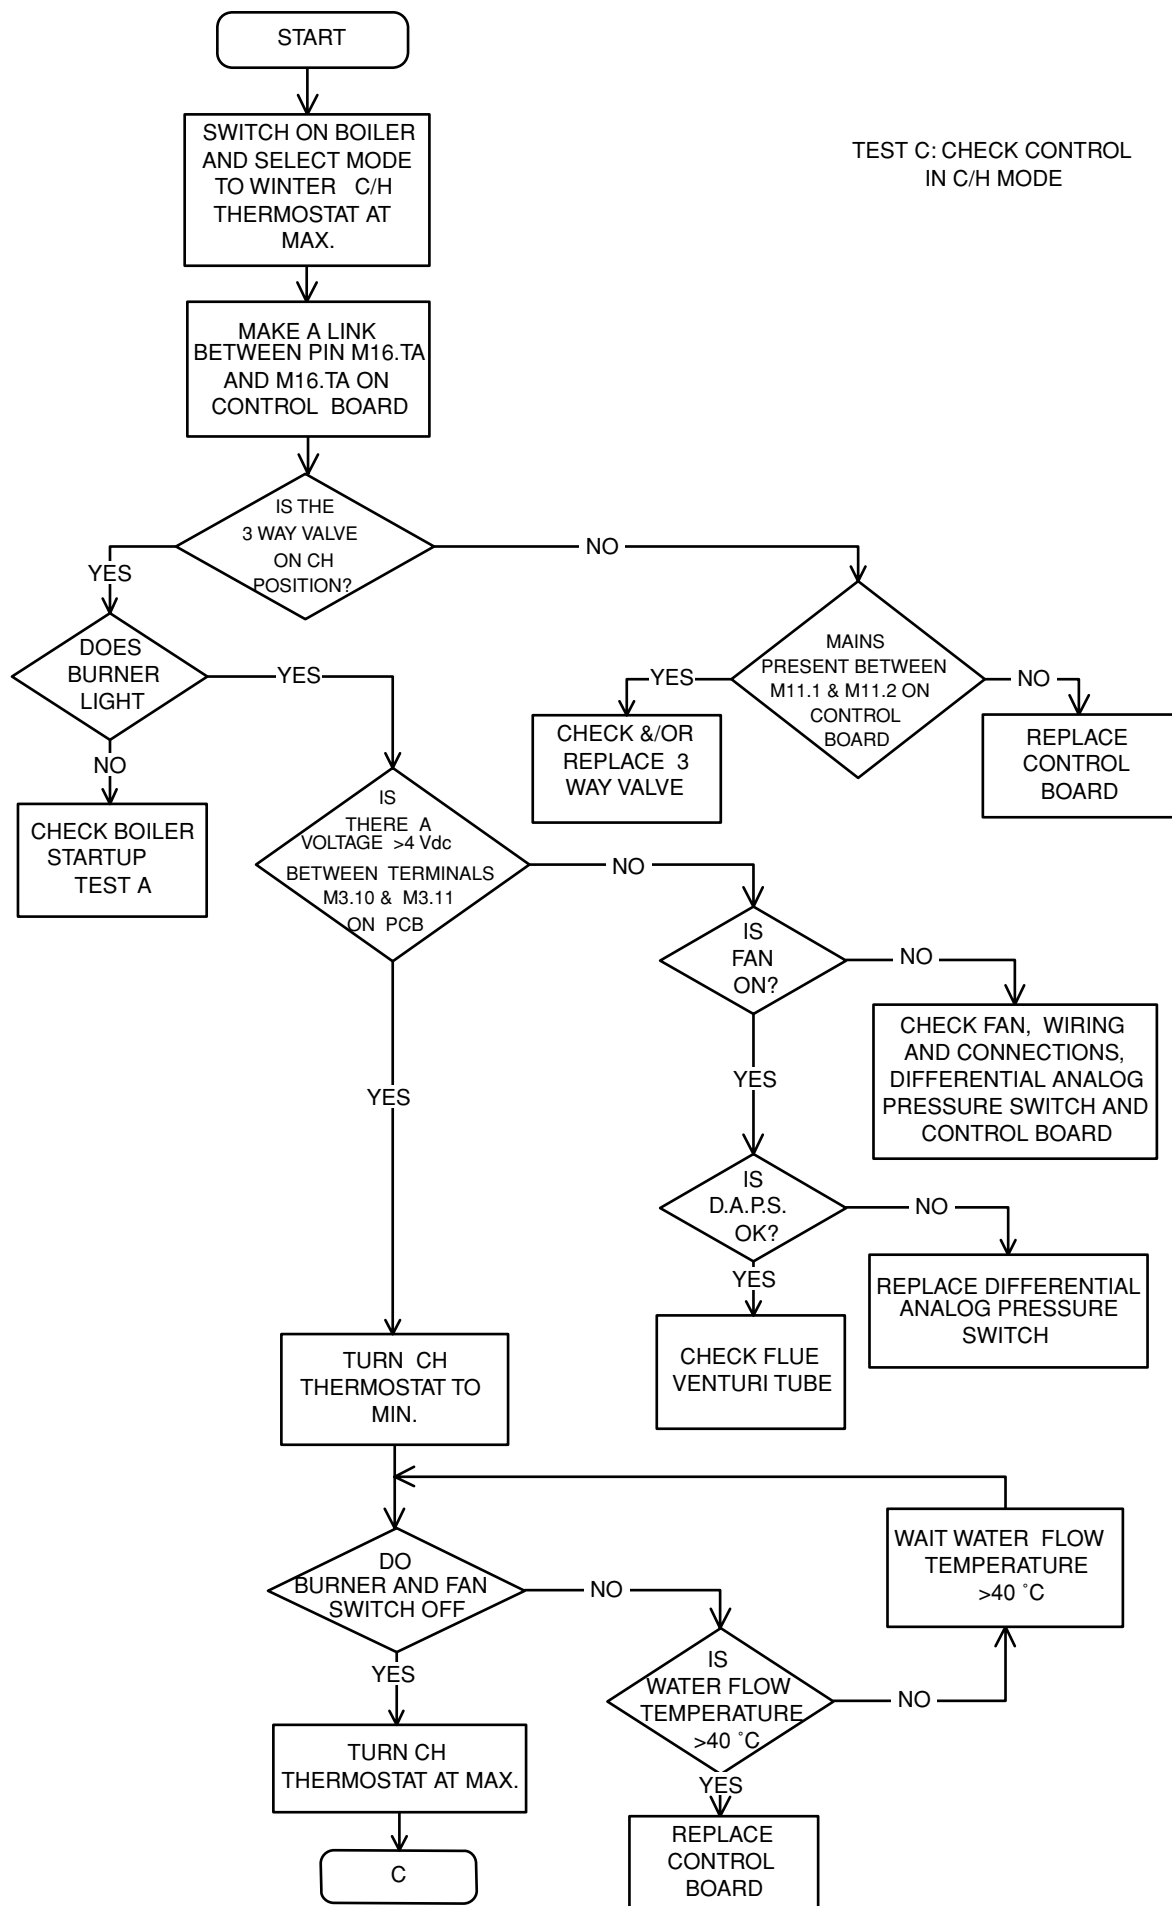 START
SWITCH ON BOILER
AND SELECT MODE
TO WINTER C/H
THERMOSTAT AT
MAX.
TEST C: CHECK CONTROL
IN C/H MODE
MAKE A LINK
BETWEEN PIN M16.TA
AND M16.TA ON
CONTROL BOARD
IS THE
3 WAY VALVE
ON CH
POSITION?
NO
YES
DOES
BURNER
LIGHT
YES
NO
CHECK BOILER
STARTUP
TEST A
MAINS
PRESENT BETWEEN
M11.1 & M11.2 ON
CONTROL
BOARD
YES
NO
CHECK &/OR
REPLACE 3
WAY VALVE
REPLACE
CONTROL
BOARD
IS
THERE A
VOLTAGE >4 Vdc
BETWEEN TERMINALS
M3.10 & M3.11
ON PCB
NO
YES
IS
FAN
ON?
NO
YES
CHECK FAN, WIRING
AND CONNECTIONS,
DIFFERENTIAL ANALOG
PRESSURE SWITCH AND
CONTROL BOARD
IS
D.A.P.S.
OK?
NO
YES
REPLACE DIFFERENTIAL
ANALOG PRESSURE
SWITCH
CHECK FLUE
VENTURI TUBE
TURN CH
THERMOSTAT TO
MIN.
DO
BURNER AND FAN
SWITCH OFF
NO
YES
WAIT WATER FLOW
TEMPERATURE
>40 ˚C
IS
WATER FLOW
TEMPERATURE
>40 ˚C
NO
YES
TURN CH
THERMOSTAT AT MAX.
REPLACE
CONTROL
BOARD
C